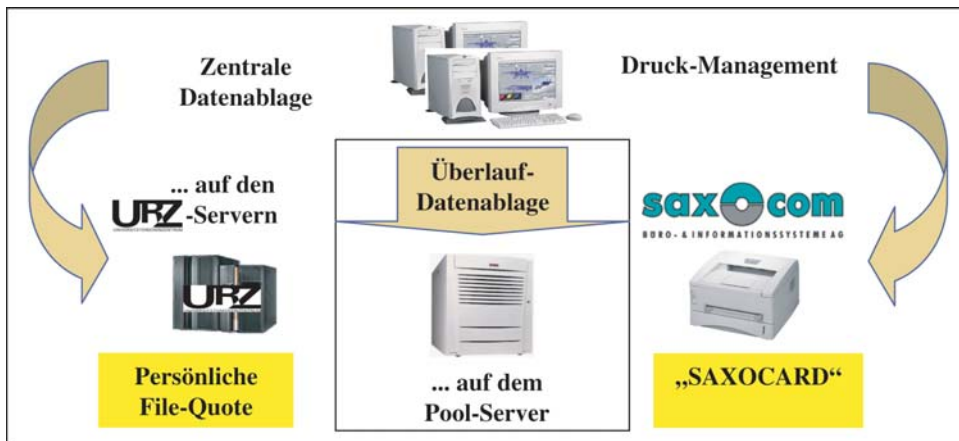 Zentrale
Datenablage
Druck-Management
... auf den
URZ -Servern
Überlauf-
Datenablage
saxocom
BÜRO- & INFORMATIONSSYSTEME AG
URZ
Persönliche
File-Quote
... auf dem
Pool-Server
„SAXOCARD“